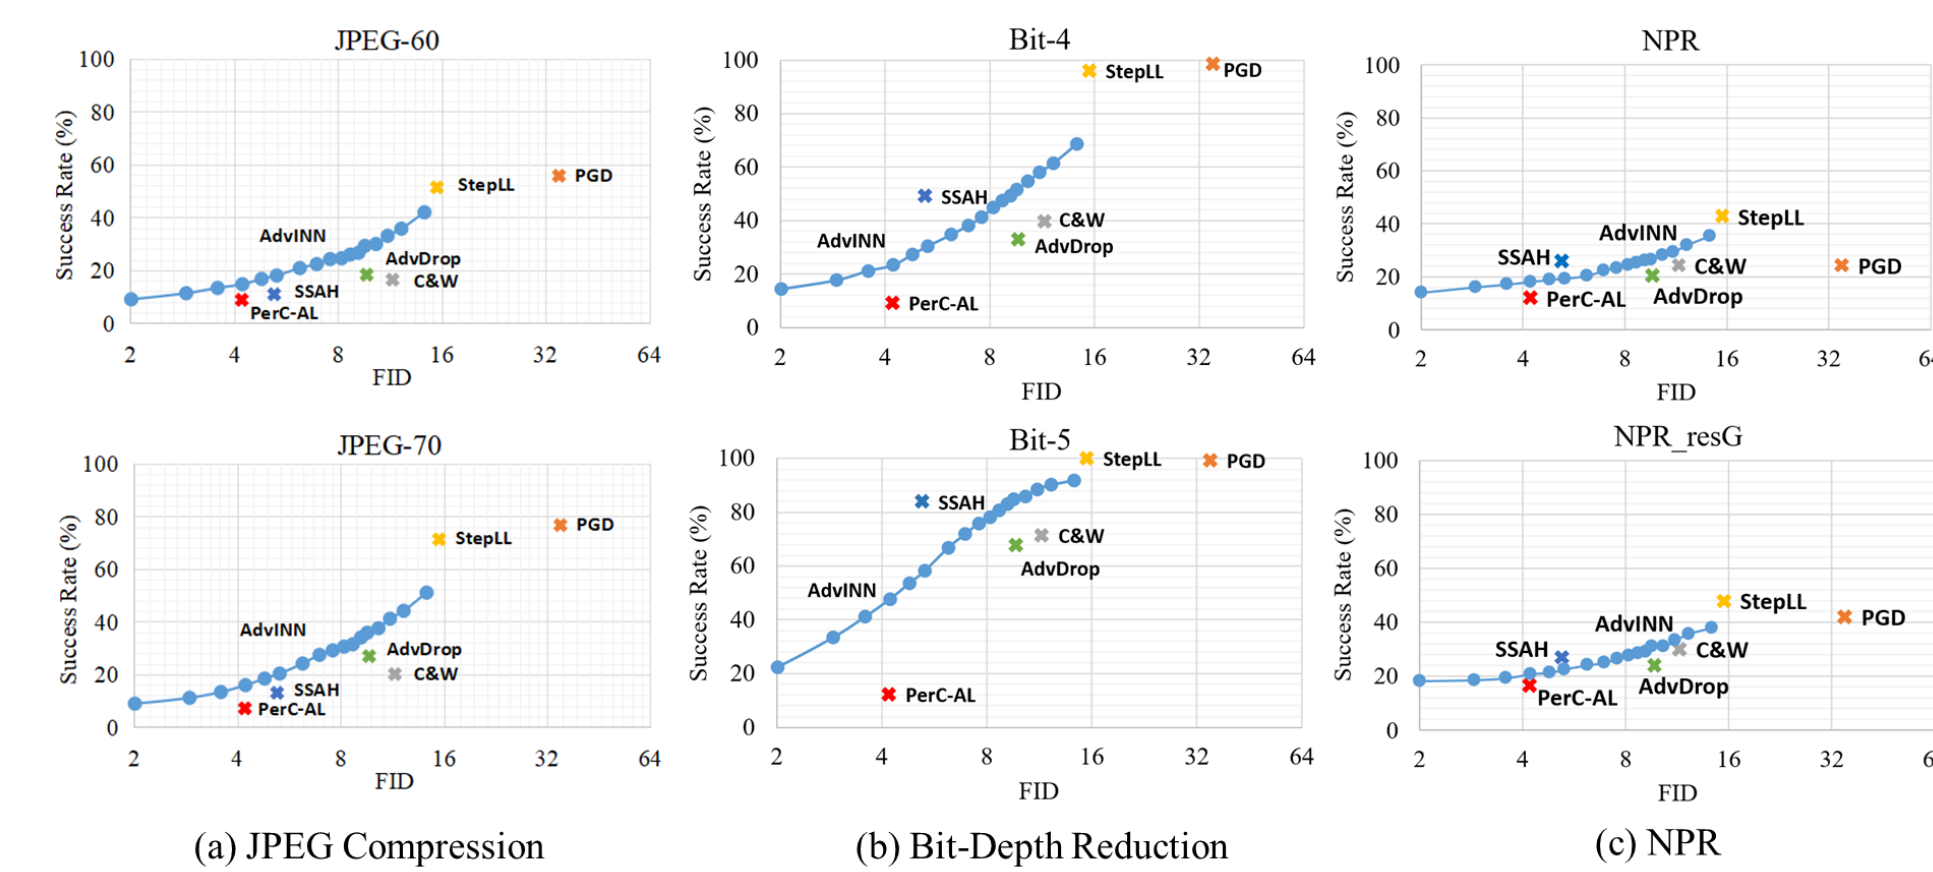 JPEG-60
100
80
60
40
20
0
Success Rate (%)
StepLL
PGD
AdvINN
AdvDrop
C&W
SSAH
PerC-AL
2 4 8 16 32 64
FID
Bit-4
100
80
60
40
20
0
Success Rate (%)
StepLL
PGD
SSAH
C&W
AdvINN
AdvDrop
PerC-AL
2 4 8 16 32 64
FID
NPR
100
80
60
40
20
0
Success Rate (%)
StepLL
AdvINN
SSAH
C&W
PGD
PerC-AL
AdvDrop
2 4 8 16 32 6
FID
JPEG-70
100
80
60
40
20
0
Success Rate (%)
PGD
StepLL
AdvINN
AdvDrop
C&W
SSAH
PerC-AL
2 4 8 16 32 64
FID
Bit-5
100
80
60
40
20
0
Success Rate (%)
StepLL
PGD
SSAH
C&W
AdvDrop
AdvINN
PerC-AL
2 4 8 16 32 64
FID
NPR_resG
100
80
60
40
20
0
Success Rate (%)
StepLL
PGD
AdvINN
SSAH
C&W
AdvDrop
PerC-AL
2 4 8 16 32 6
FID
(a) JPEG Compression
(b) Bit-Depth Reduction
(c) NPR